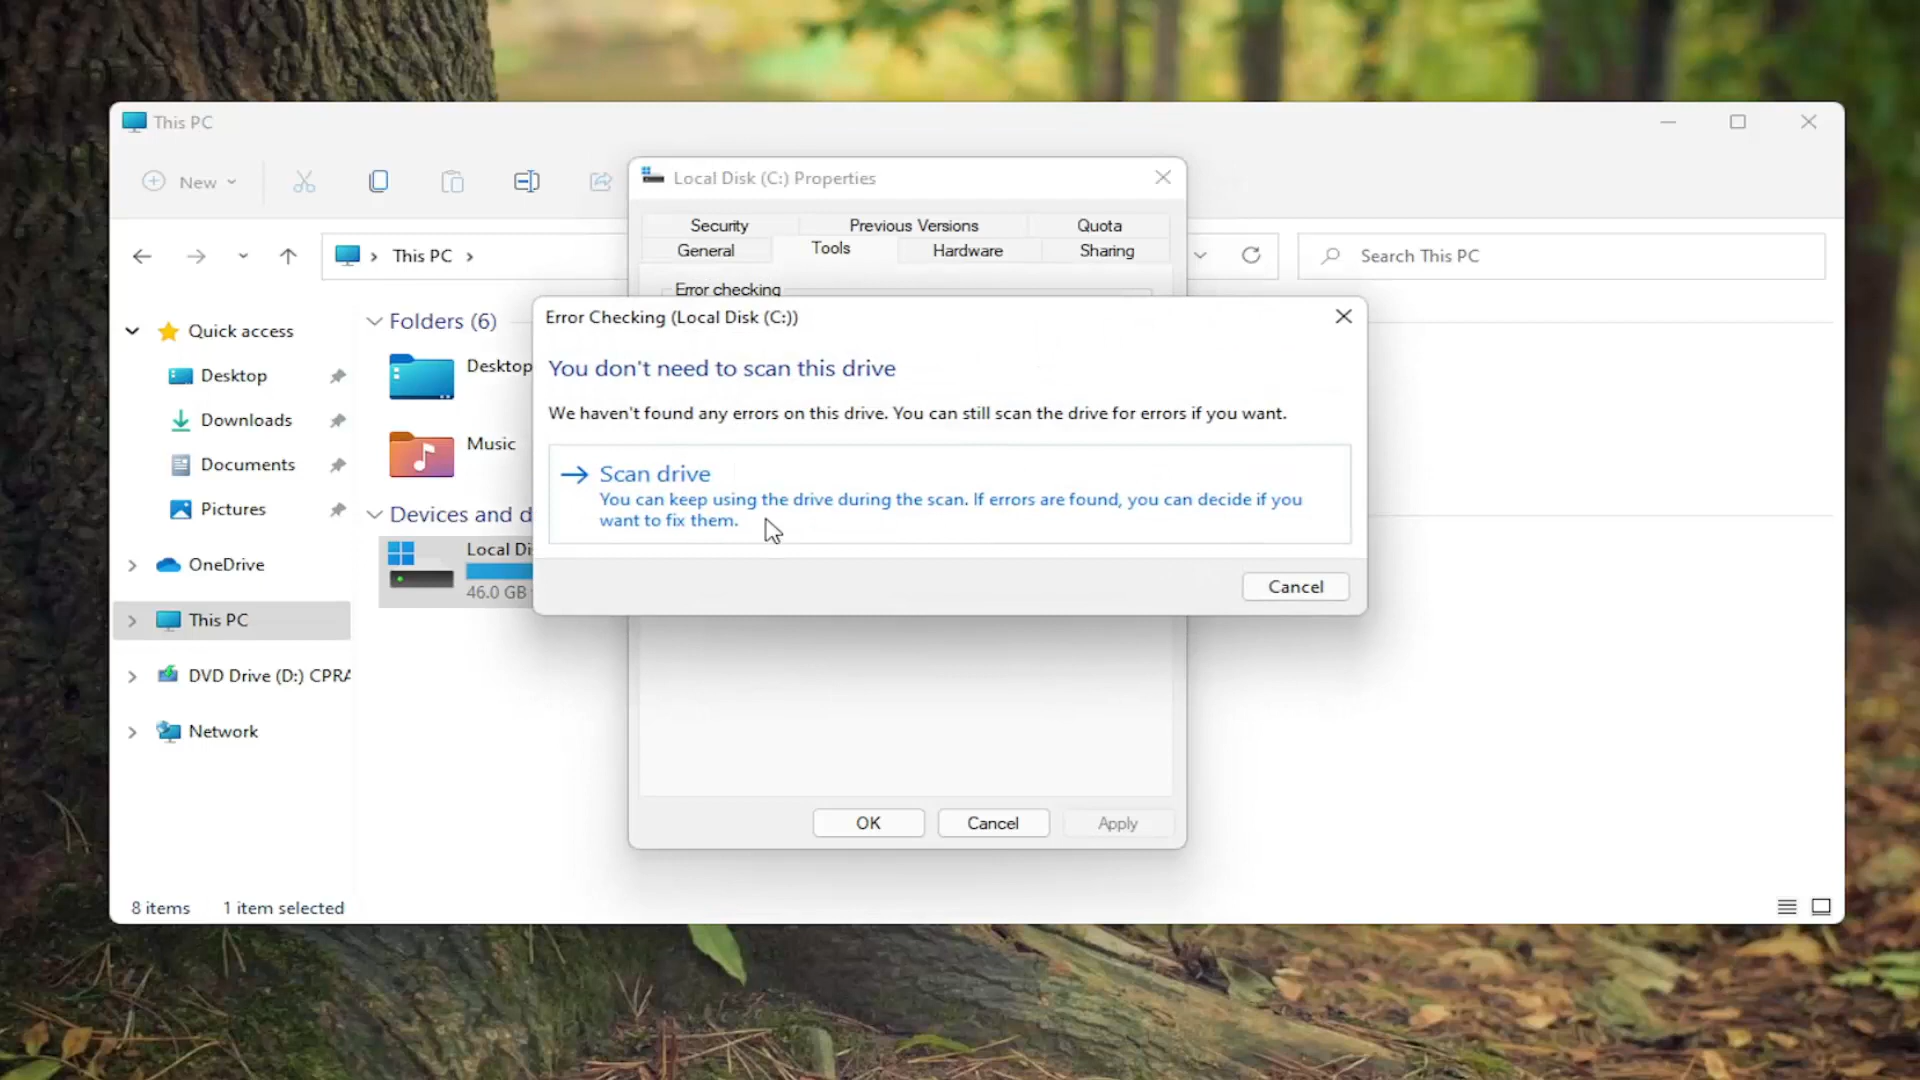 This PC
New
Local Disk (C:) Properties
Security
Previous Versions
Quota
General
Tools
Hardware
Sharing
This PC
Search This PC
Error checking
Error Checking (Local Disk (C:))
You don't need to scan this drive
We haven't found any errors on this drive. You can still scan the drive for errors if you want.
Scan drive
You can keep using the drive during the scan. If errors are found, you can decide if you
want to fix them.
Cancel
Quick access
Desktop
Downloads
Documents
Pictures
OneDrive
This PC
DVD Drive (D:) CPRA
Network
Folders (6)
Desktop
Music
Devices and d
Local Di
46.0 GB
OK
Cancel
Apply
8 items
1 item selected